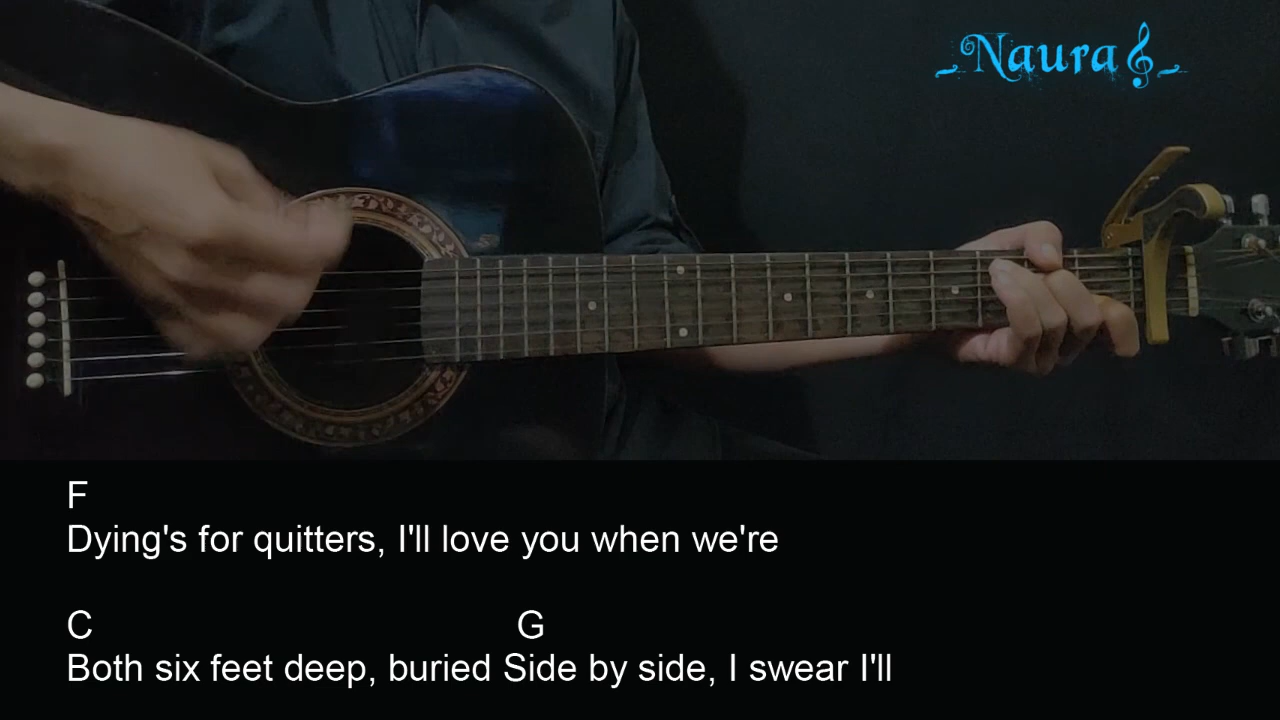 Naura
F
Dying's for quitters, I'll love you when we're
C G
Both six feet deep, buried Side by side, I swear I'll